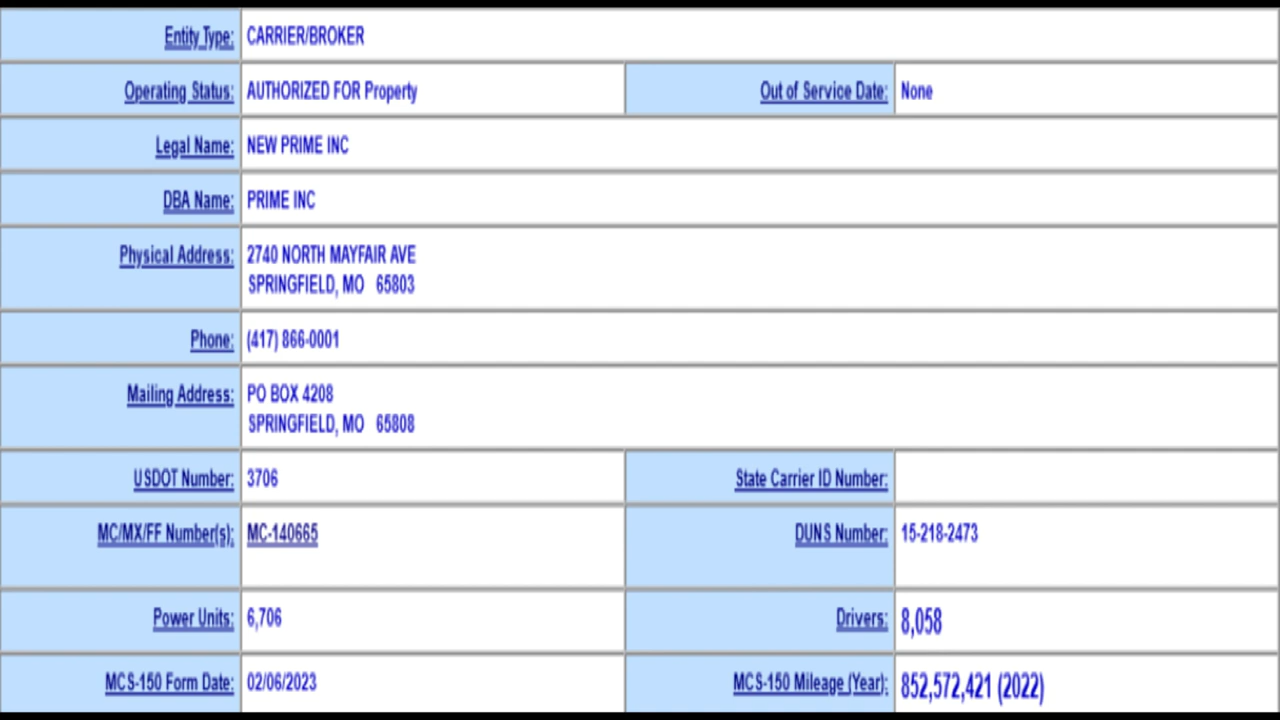 Entity Type: CARRIER/BROKER
Operating Status: AUTHORIZED FOR Property Out of Service Date: None
Legal Name: NEW PRIME INC
DBA Name: PRIME INC
Physical Address: 2740 NORTH MAYFAIR AVE
SPRINGFIELD, MO 65803
Phone: (417) 866-0001
Mailing Address: PO BOX 4208
SPRINGFIELD, MO 65808
USDOT Number: 3706 State Carrier ID Number:
MC/MX/FF Number(s): MC-140665 DUNS Number: 15-218-2473
Power Units: 6,706 Drivers: 8,058
MCS-150 Form Date: 02/06/2023 MCS-150 Mileage (Year): 852,572,421 (2022)